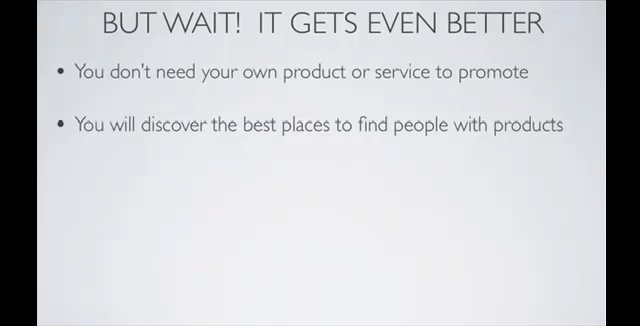 BUT WAIT!  IT GETS EVEN BETTER
• You don't need your own product or service to promote
• You will discover the best places to find people with products